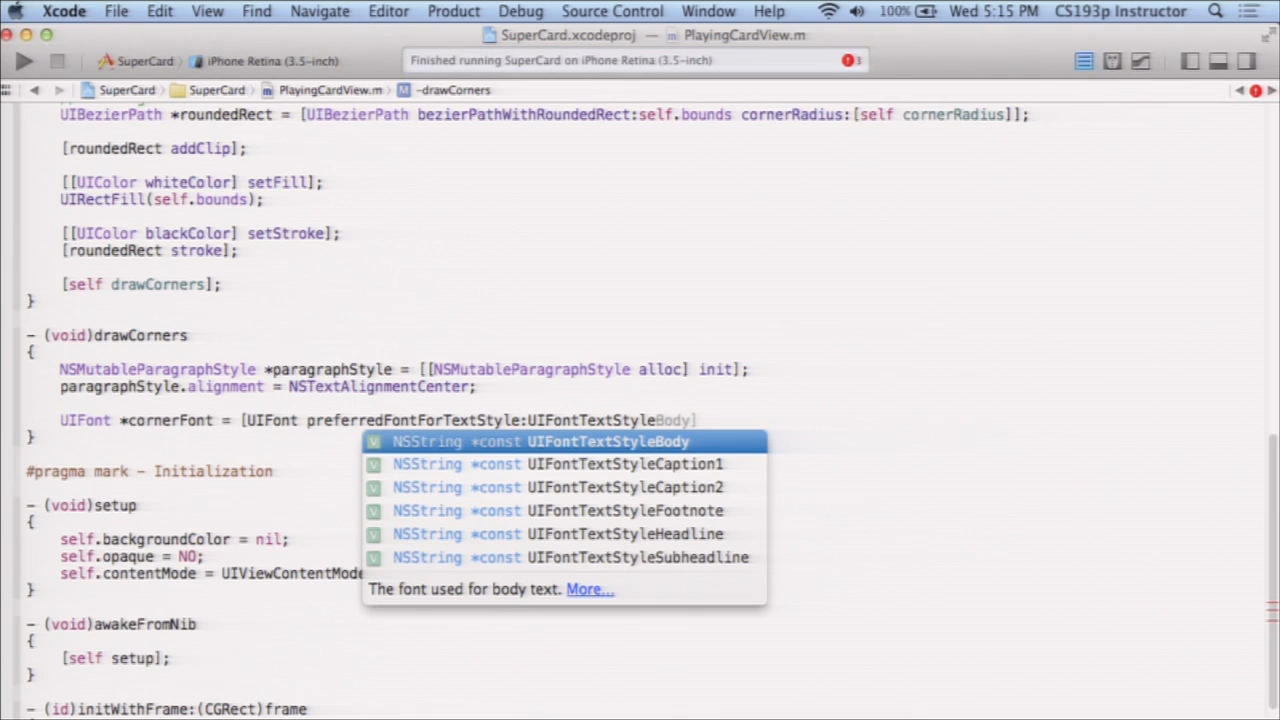 Xcode File Edit View Find Navigate Editor Product Debug Source Control Window Help 100% Wed 5:15 PM CS193p Instructor
SuperCard.xcodeproj — PlayingCardView.m
SuperCard iPhone Retina (3.5-inch) Finished running SuperCard on iPhone Retina (3.5-inch) 3
SuperCard SuperCard PlayingCardView.m M -drawCorners
UIBezierPath *roundedRect = [UIBezierPath bezierPathWithRoundedRect:self.bounds cornerRadius:[self cornerRadius]];
[roundedRect addClip];
[[UIColor whiteColor] setFill];
UIRectFill(self.bounds);
[[UIColor blackColor] setStroke];
[roundedRect stroke];
[self drawCorners];
}
- (void)drawCorners
{
NSMutableParagraphStyle *paragraphStyle = [[NSMutableParagraphStyle alloc] init];
paragraphStyle.alignment = NSTextAlignmentCenter;
UIFont *cornerFont = [UIFont preferredFontForTextStyle:UIFontTextStyleBody]
}
V NSString *const UIFontTextStyleBody
V NSString *const UIFontTextStyleCaption1
V NSString *const UIFontTextStyleCaption2
V NSString *const UIFontTextStyleFootnote
V NSString *const UIFontTextStyleHeadline
V NSString *const UIFontTextStyleSubheadline
The font used for body text. More...
#pragma mark - Initialization
- (void)setup
{
self.backgroundColor = nil;
self.opaque = NO;
self.contentMode = UIViewContentMode
}
- (void)awakeFromNib
{
[self setup];
}
- (id)initWithFrame:(CGRect)frame